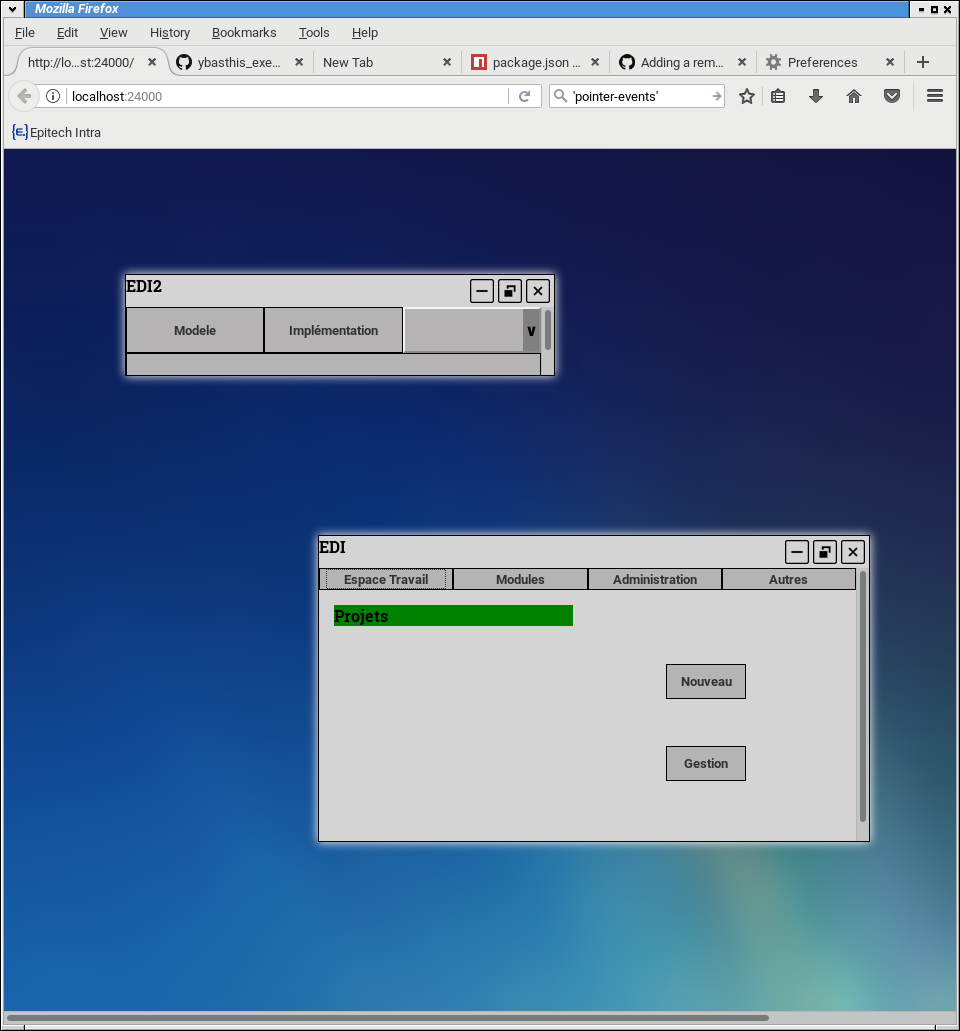 Mozilla Firefox
File Edit View History Bookmarks Tools Help
http://lo...st:24000/ ybasthis_exe... New Tab package.json ... Adding a rem... Preferences
localhost:24000 'pointer-events'
{E.} Epitech Intra
EDI2
Modele Implémentation v
EDI
Espace Travail Modules Administration Autres
Projets
Nouveau
Gestion